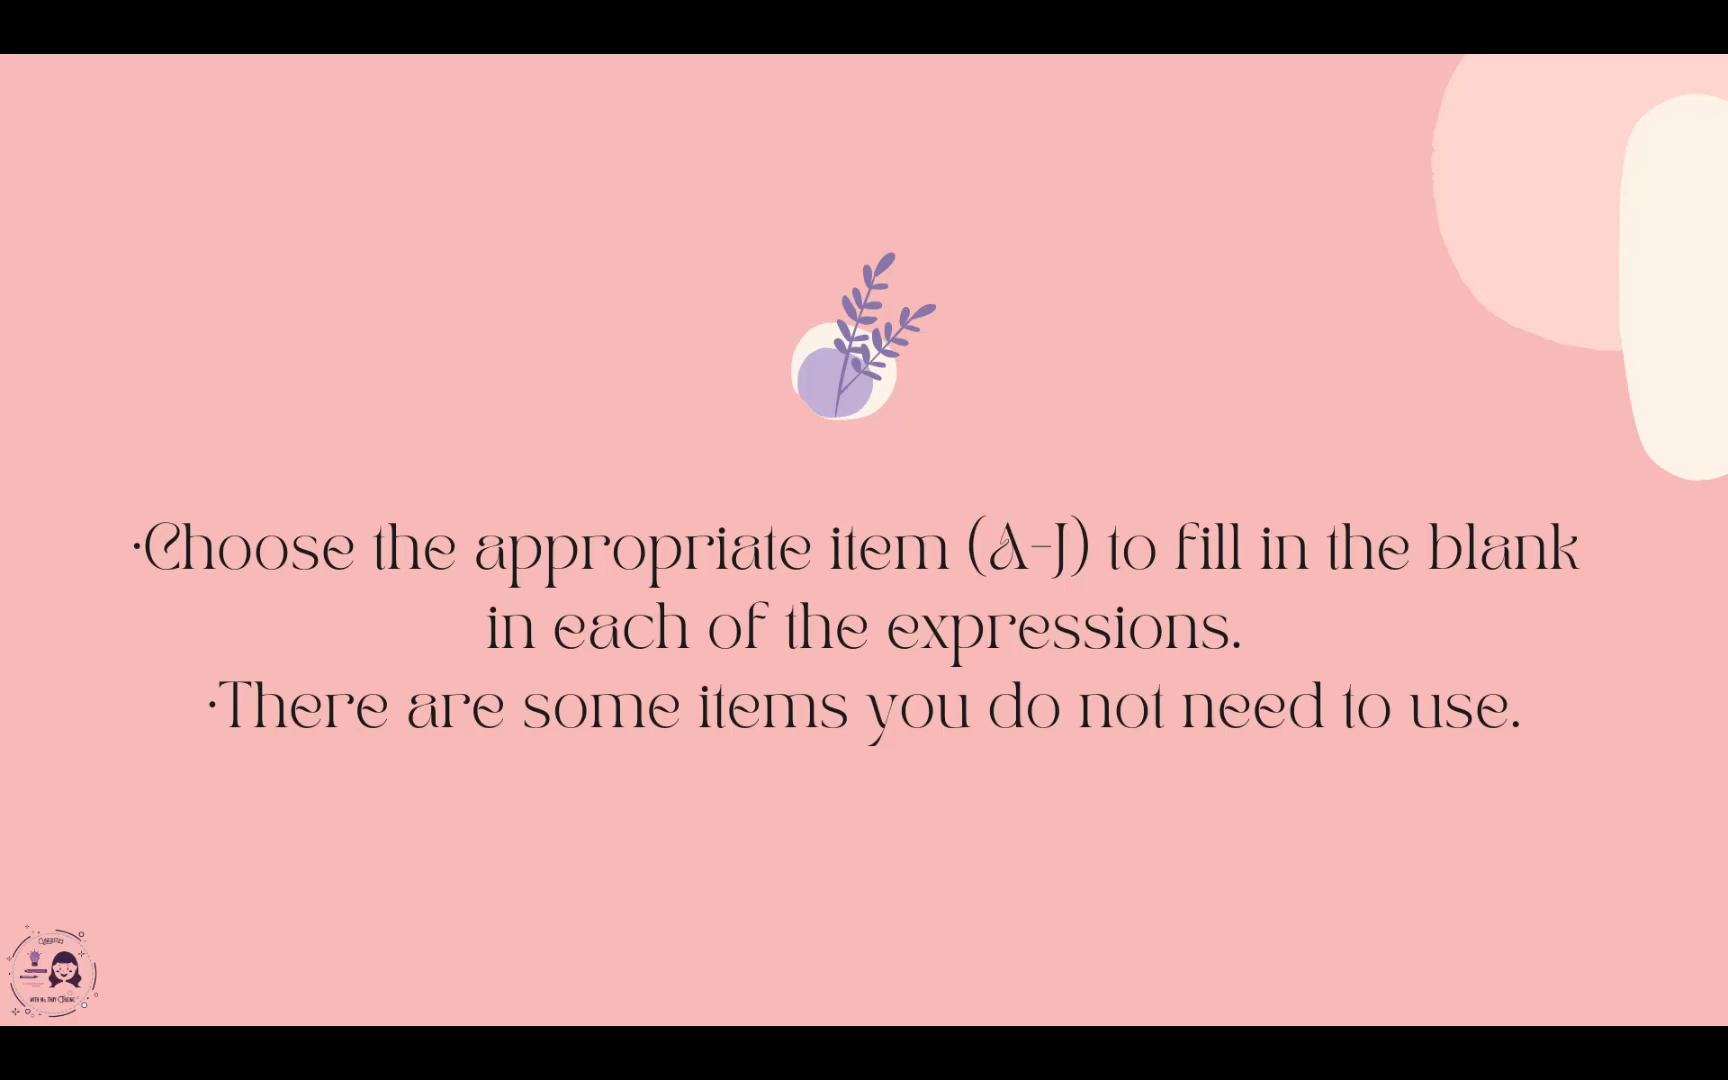 ·Choose the appropriate item (A-J) to fill in the blank
in each of the expressions.
·There are some items you do not need to use.